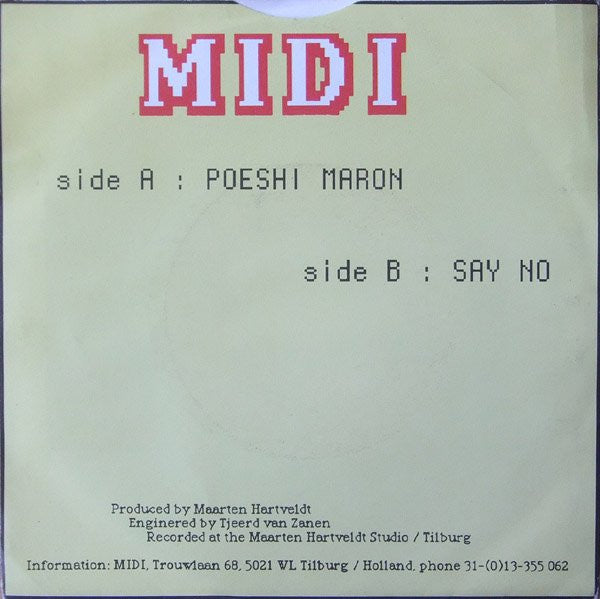 MIDI
side A : POESHI MARON
side B : SAY NO
Produced by Maarten Hartveldt
Enginered by Tjeerd van Zanen
Recorded at the Maarten Hartveldt Studio / Tilburg
Information: MIDI, Trouwlaan 68, 5021 WL Tilburg / Holland, phone 31-(0)13-355 062